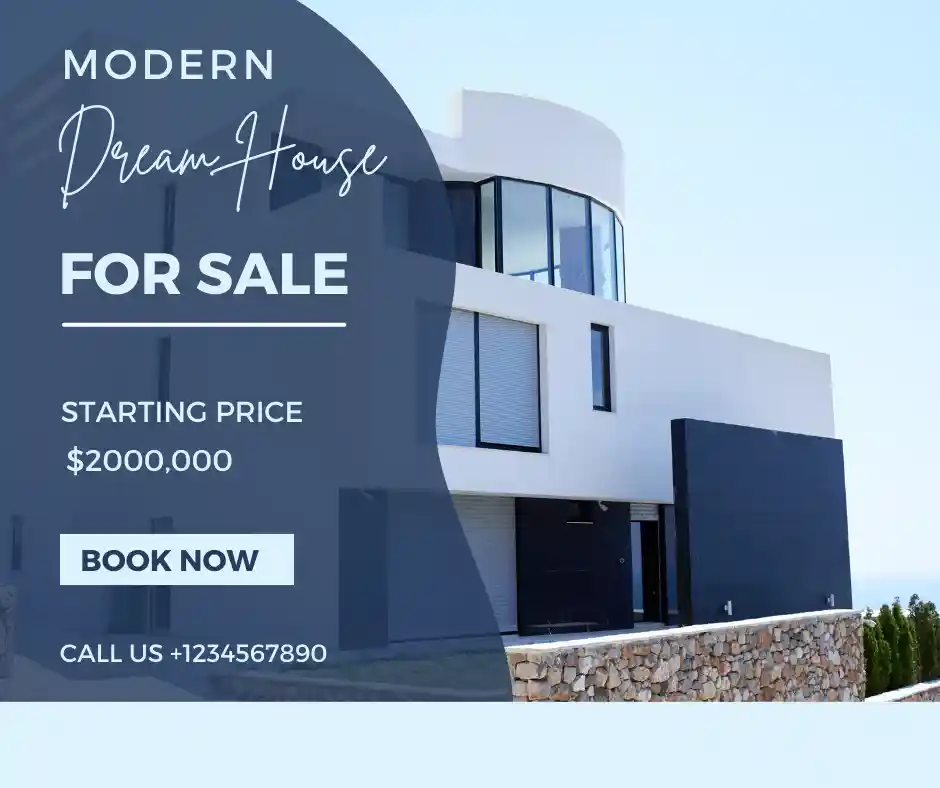 MODERN
Dream House
FOR SALE
STARTING PRICE
$2000,000
BOOK NOW
CALL US +1234567890